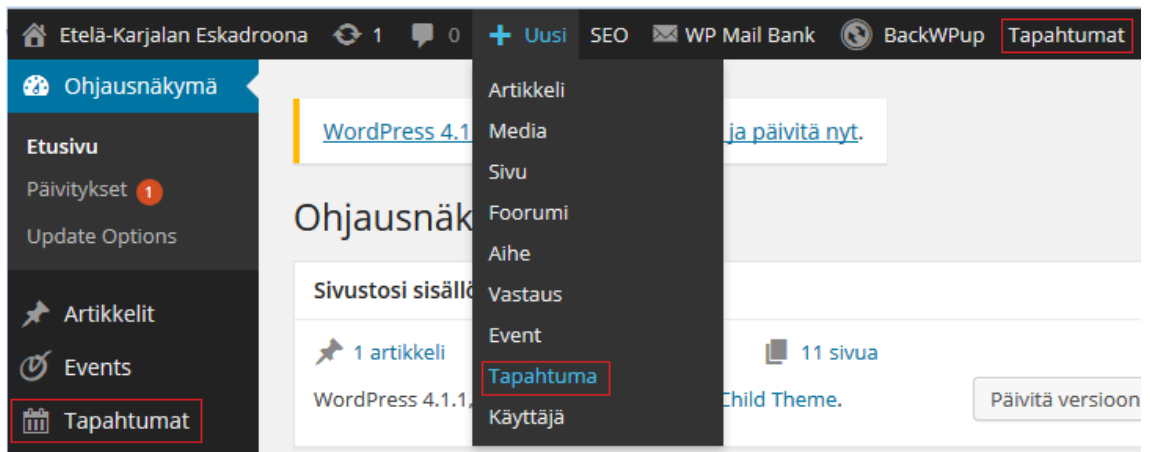 Etelä-Karjalan Eskadroona 1 0 + Uusi SEO WP Mail Bank BackWPup Tapahtumat
Ohjausnäkymä
Etusivu
Päivitykset 1
Update Options
Artikkelit
Events
Tapahtumat
Artikkeli
Media
Sivu
Foorumi
Aihe
Vastaus
Event
Tapahtuma
Käyttäjä
WordPress 4.1 ja päivitä nyt.
Ohjausnäk
Sivustosi sisällö
1 artikkeli 11 sivua
WordPress 4.1.1, Child Theme. Päivitä versioon